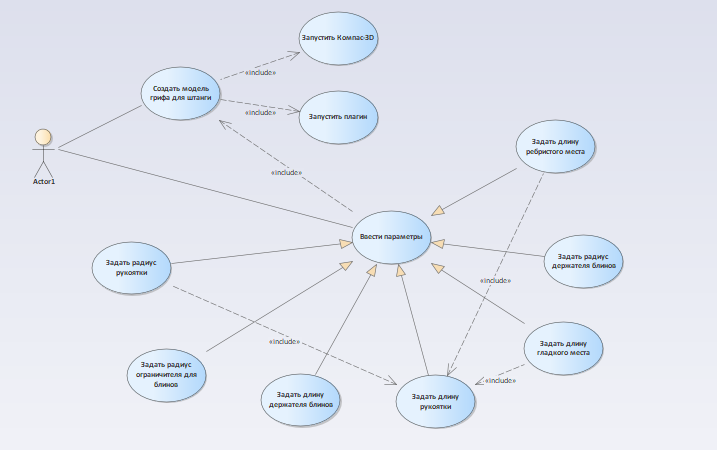 Запустить Компас-3D
«include»
Создать модель
грифа для штанги
«include»
Запустить плагин
Задать длину
ребристого места
Actor1
«include»
Ввести параметры
Задать радиус
рукоятки
Задать радиус
держателя блинов
«include»
«include»
Задать длину
гладкого места
Задать радиус
ограничителя для
блинов
«include»
Задать длину
держателя блинов
Задать длину
рукоятки